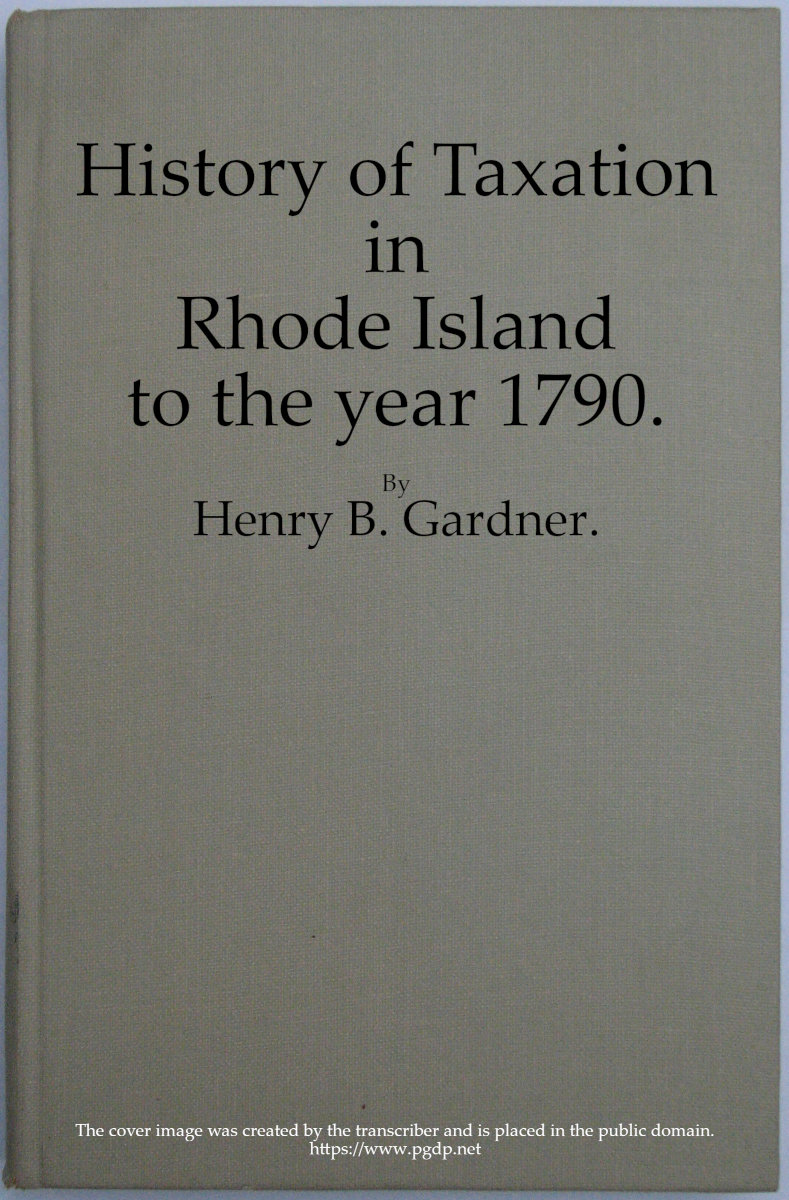 History of Taxation
in
Rhode Island
to the year 1790.
By
Henry B. Gardner.
The cover image was created by the transcriber and is placed in the public domain.
https://www.pgdp.net